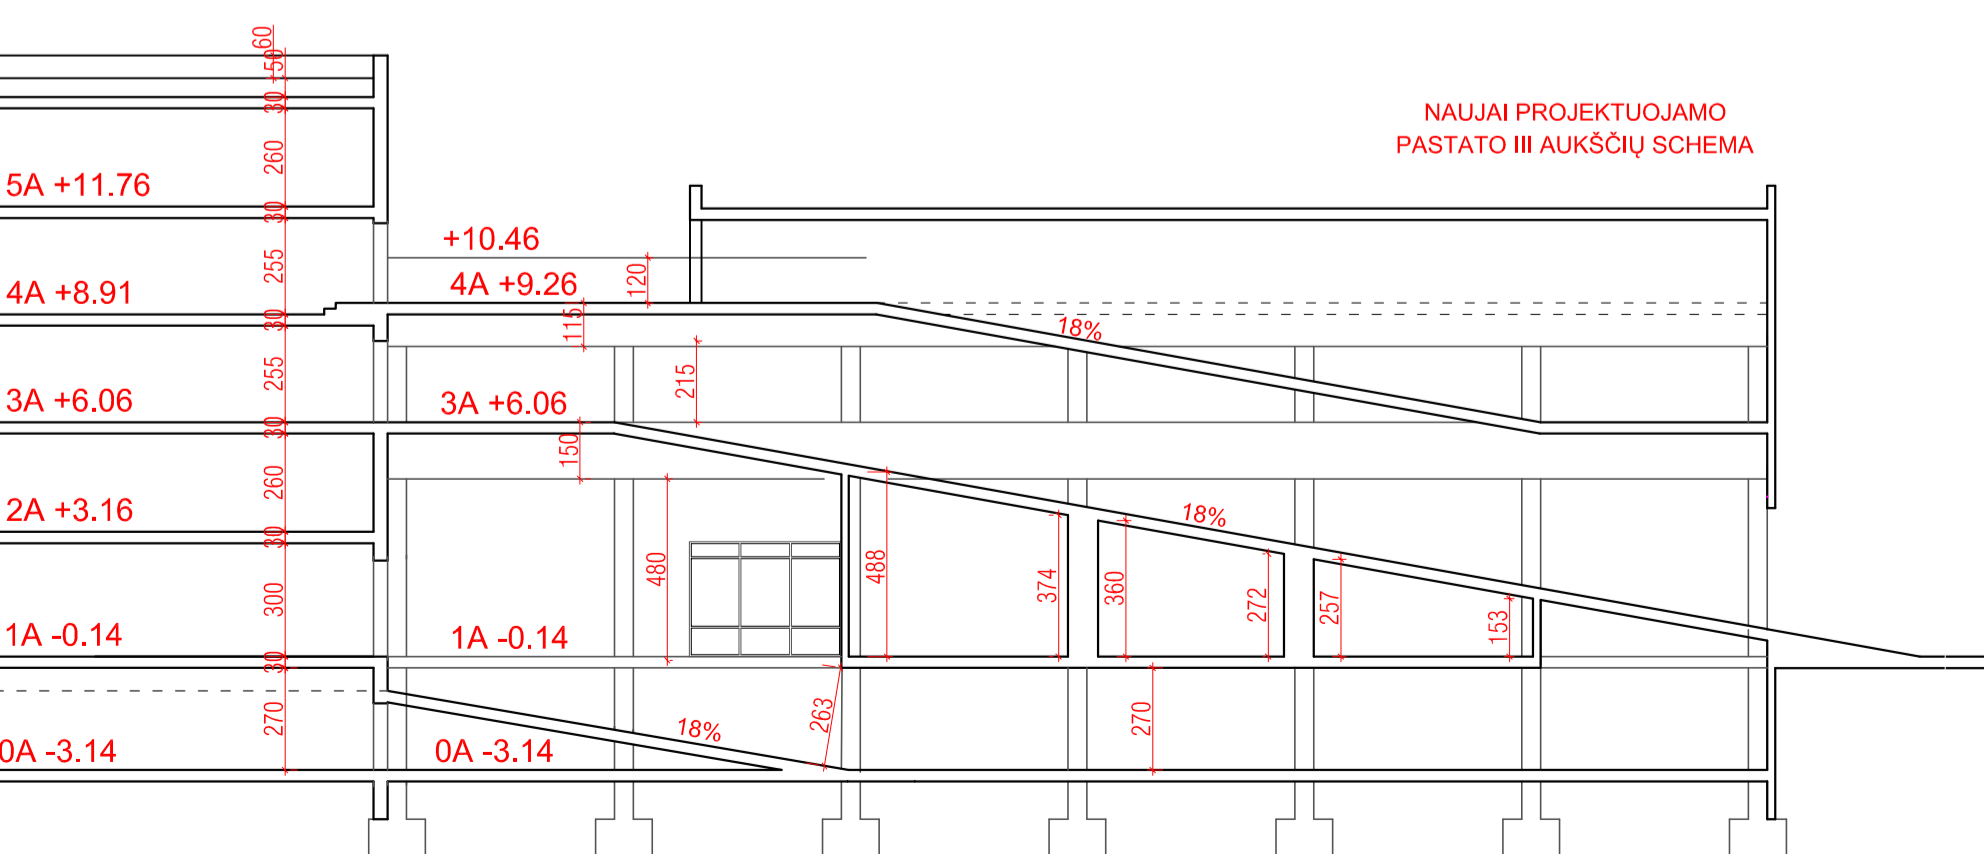 60
150
30
260
NAUJAI PROJEKTUOJAMO
PASTATO III AUKŠČIŲ SCHEMA
5A +11.76
30
+10.46
255
120
4A +9.26
4A +8.91
30
115
18%
255
215
3A +6.06
3A +6.06
30
150
260
480
488
18%
2A +3.16
30
374
360
272
257
153
300
1A -0.14
1A -0.14
30
263
270
270
18%
0A -3.14
0A -3.14